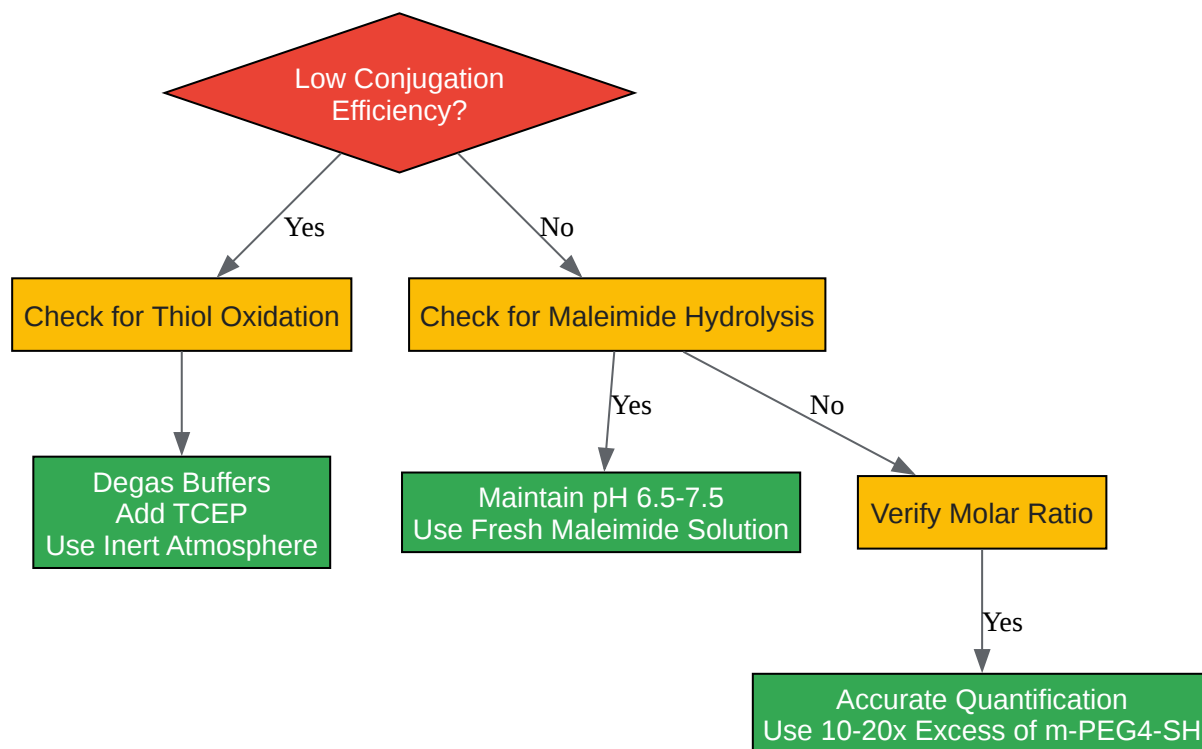 Low Conjugation
Efficiency?
Yes
No
Check for Thiol Oxidation
Check for Maleimide Hydrolysis
Yes
No
Degas Buffers
Add TCEP
Use Inert Atmosphere
Maintain pH 6.5-7.5
Use Fresh Maleimide Solution
Verify Molar Ratio
Yes
Accurate Quantification
Use 10-20x Excess of m-PEG4-SH